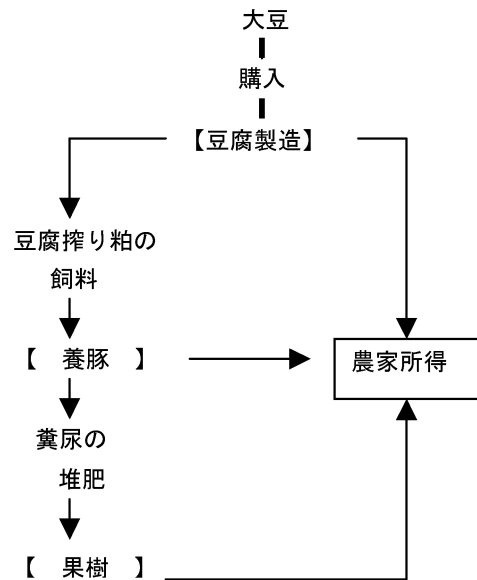 大豆
購入
【豆腐製造】
豆腐搾り粕の
飼料
【　養豚　】
農家所得
糞尿の
堆肥
【　果樹　】